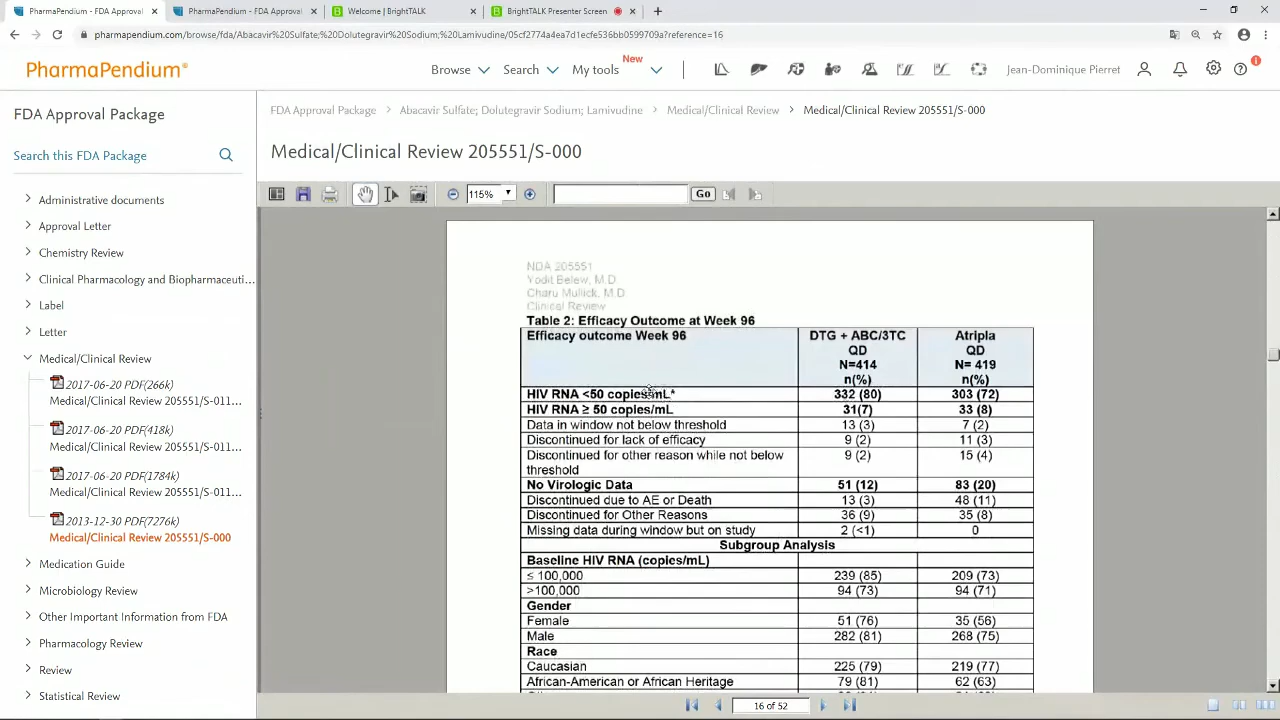 PharmaPendium - FDA Approval
PharmaPendium - FDA Approval
Welcome | BrightTALK
BrightTALK Presenter Screen
pharmapendium.com/browse/fda/Abacavir%20Sulfate;%20Dolutegravir%20Sodium;%20Lamivudine/05cf2774a4ea7d1ecfe536bb0599709a?reference=16
PharmaPendium®
Browse
Search
New
My tools
Jean-Dominique Pierret
1
FDA Approval Package
Search this FDA Package
Administrative documents
Approval Letter
Chemistry Review
Clinical Pharmacology and Biopharmaceuti...
Label
Letter
Medical/Clinical Review
2017-06-20 PDF(266k)
Medical/Clinical Review 205551/S-011...
2017-06-20 PDF(418k)
Medical/Clinical Review 205551/S-011...
2017-06-20 PDF(1784k)
Medical/Clinical Review 205551/S-011...
2013-12-30 PDF(7276k)
Medical/Clinical Review 205551/S-000
Medication Guide
Microbiology Review
Other Important Information from FDA
Pharmacology Review
Review
Statistical Review
FDA Approval Package > Abacavir Sulfate; Dolutegravir Sodium; Lamivudine > Medical/Clinical Review > Medical/Clinical Review 205551/S-000
Medical/Clinical Review 205551/S-000
115%
Go
NDA 205551
Yodit Belew, M.D
Charu Mullick, M.D
Clinical Review
Table 2: Efficacy Outcome at Week 96
Efficacy outcome Week 96 DTG + ABC/3TC QD N=414 n(%) Atripla QD N= 419 n(%)
HIV RNA <50 copies/mL* 332 (80) 303 (72)
HIV RNA ≥ 50 copies/mL 31(7) 33 (8)
Data in window not below threshold 13 (3) 7 (2)
Discontinued for lack of efficacy 9 (2) 11 (3)
Discontinued for other reason while not below threshold 9 (2) 15 (4)
No Virologic Data 51 (12) 83 (20)
Discontinued due to AE or Death 13 (3) 48 (11)
Discontinued for Other Reasons 36 (9) 35 (8)
Missing data during window but on study 2 (<1) 0
Subgroup Analysis
Baseline HIV RNA (copies/mL)
≤ 100,000 239 (85) 209 (73)
>100,000 94 (73) 94 (71)
Gender
Female 51 (76) 35 (56)
Male 282 (81) 268 (75)
Race
Caucasian 225 (79) 219 (77)
African-American or African Heritage 79 (81) 62 (63)
16 of 52